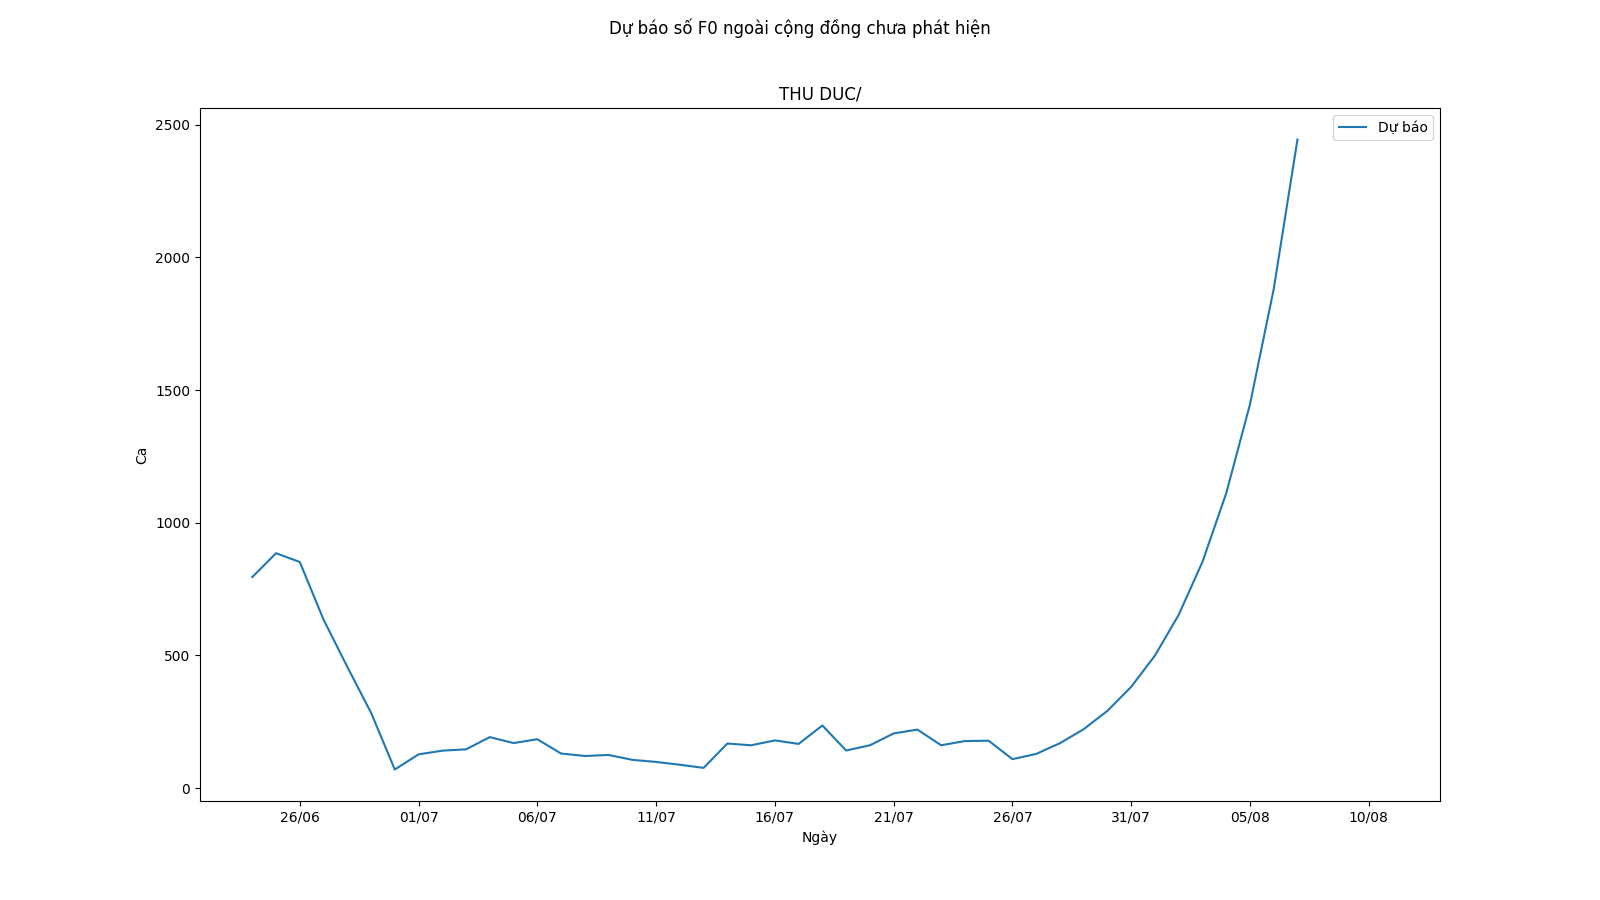 Dự báo số F0 ngoài cộng đồng chưa phát hiện
THU DUC/
Dự báo
2500
2000
1500
1000
500
0
Ca
26/06 01/07 06/07 11/07 16/07 21/07 26/07 31/07 05/08 10/08
Ngày